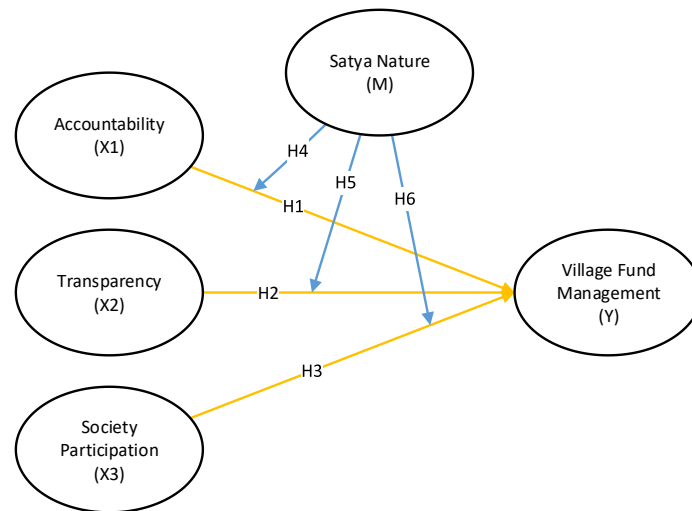 Satya Nature
(M)
Accountability
(X1)
H4
H5
H6
H1
Transparency
(X2)
H2
Village Fund
Management
(Y)
H3
Society
Participation
(X3)